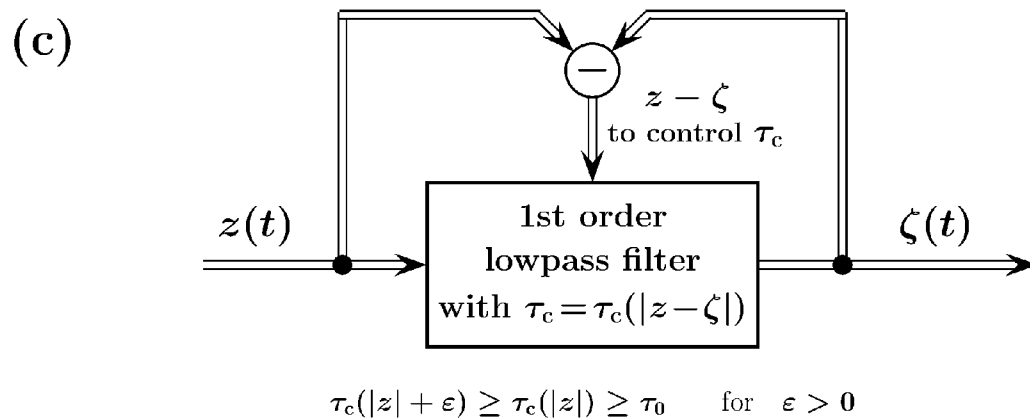 (c)
−
z − ζ
to control τc
z(t)
1st order
lowpass filter
with τc = τc(|z − ζ|)
ζ(t)
τc(|z| + ε) ≥ τc(|z|) ≥ τ0 for ε > 0